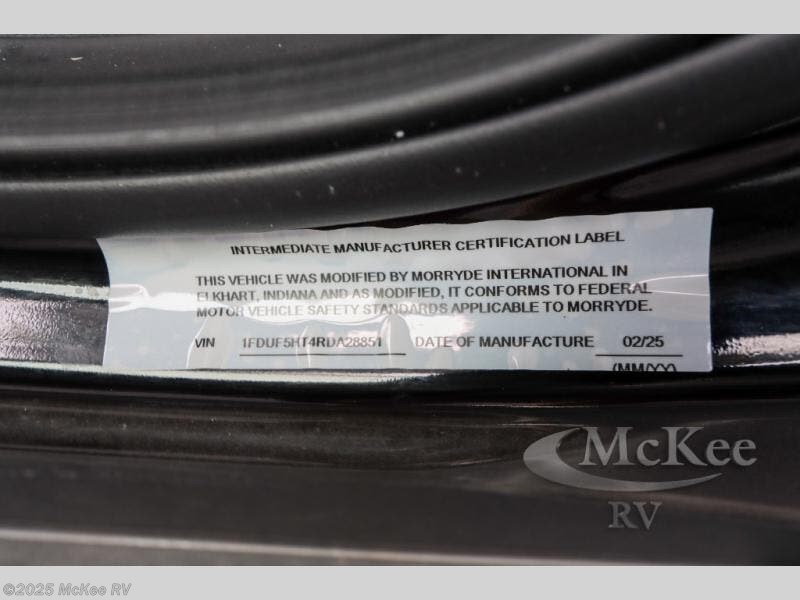 INTERMEDIATE MANUFACTURER CERTIFICATION LABEL
THIS VEHICLE WAS MODIFIED BY MORRYDE INTERNATIONAL IN
ELKHART, INDIANA AND AS MODIFIED, IT CONFORMS TO FEDERAL
MOTOR VEHICLE SAFETY STANDARDS APPLICABLE TO MORRYDE.
VIN 1FDUF5HT4RDA28851 DATE OF MANUFACTURE 02/25
(MM/YY)
McKee
RV
©2025 McKee RV